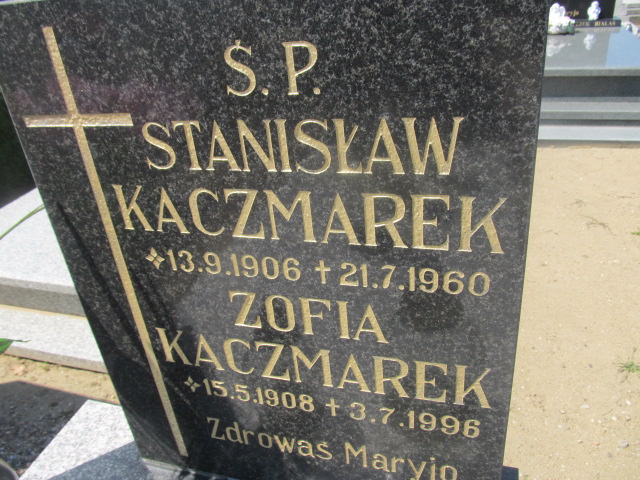 Ś. P.
STANISŁAW
KACZMAREK
13.9.1906 + 21.7.1960
ZOFIA
KACZMAREK
15.5.1908 + 3.7.1996
Zdrowaś Maryjo